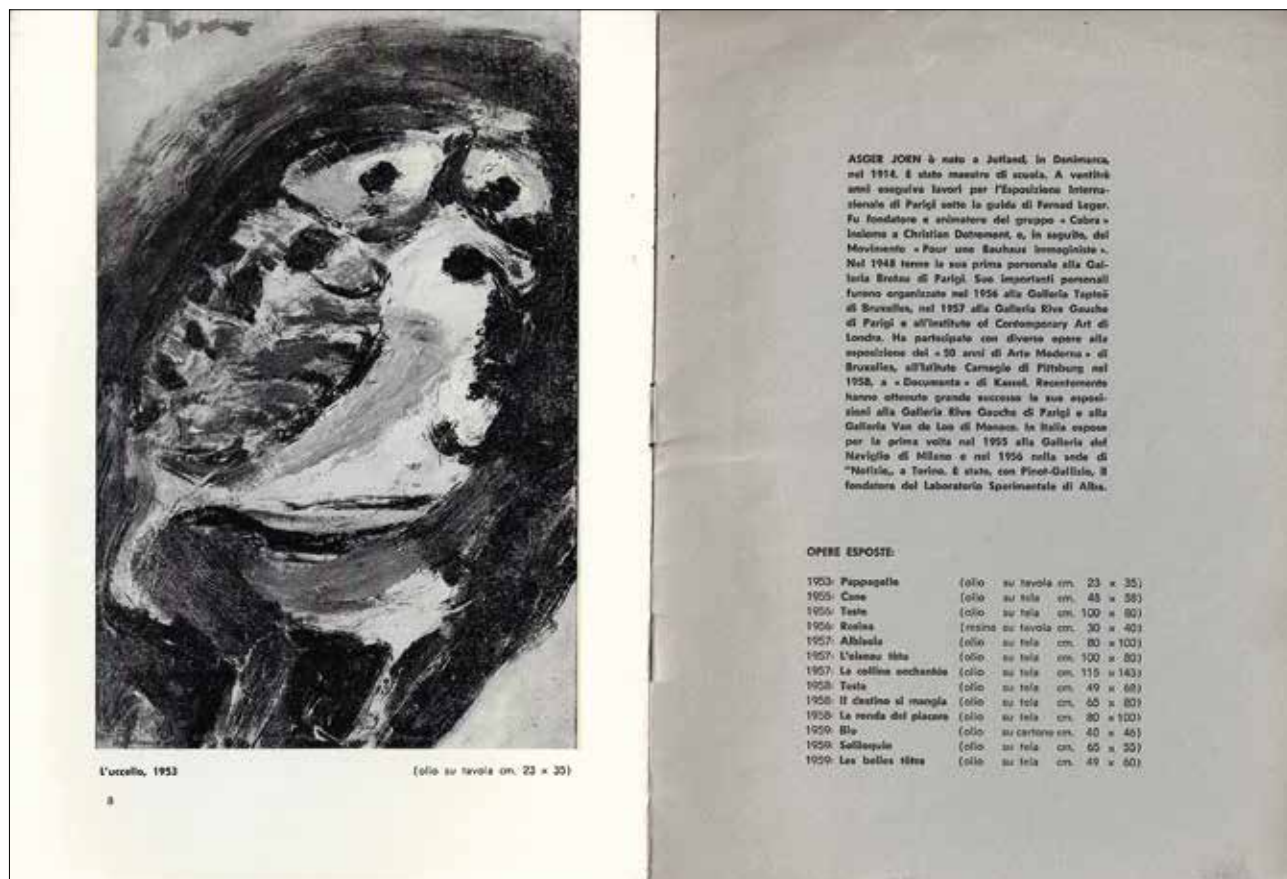 L'uccello, 1953 (olio su tavola cm. 23 x 35)
8
ASGER JORN è nato a Jutland, in Danimarca,
nel 1914. E stato maestro di scuola. A ventitrè
anni eseguiva lavori per l'Esposizione Interna-
zionale di Parigi sotto la guida di Fernad Leger.
Fu fondatore e animatore del gruppo « Cobra »
insieme a Christian Dotremont, e, in seguito, del
Movimento « Pour une Bauhaus immaginiste ».
Nel 1948 tenne la sua prima personale alla Gal-
leria Breteu di Parigi. Sue importanti personali
furono organizzate nel 1956 alla Galleria Taptoë
di Bruxelles, nel 1957 alla Galleria Rive Gauche
di Parigi e all'Institute of Contemporary Art di
Londra. Ha partecipato con diverse opere alla
esposizione dei « 50 anni di Arte Moderna » di
Bruxelles, all'Istituto Carnegie di Pittsburg nel
1958, a « Documenta » di Kassel. Recentemente
hanno ottenuto grande successo le sue esposi-
zioni alla Galleria Rive Gauche di Parigi e alla
Galleria Van de Loo di Monaco. In Italia espose
per la prima volta nel 1955 alla Galleria del
Naviglio di Milano e nel 1956 nella sede di
"Notizie,, a Torino. E stato, con Pinot-Gallizio, il
fondatore del Laboratorio Sperimentale di Alba.
OPERE ESPOSTE:
1953: Pappagallo (olio su tavola cm. 23 x 35)
1955: Cane (olio su tela cm. 48 x 58)
1956: Teste (olio su tela cm. 100 x 80)
1956: Resina (resina su tavola cm. 30 x 40)
1957: Albisola (olio su tela cm. 80 x 100)
1957: L'oiseau têtu (olio su tela cm. 100 x 80)
1957: La colline enchantée (olio su tela cm. 115 x 145)
1958: Testa (olio su tela cm. 49 x 68)
1958: Il destino si mangia (olio su tela cm. 65 x 80)
1958: La renda del piacere (olio su tela cm. 80 x 100)
1959: Blu (olio su cartone cm. 40 x 46)
1959: Soliloquio (olio su tela cm. 65 x 55)
1959: Les belles têtes (olio su tela cm. 49 x 60)